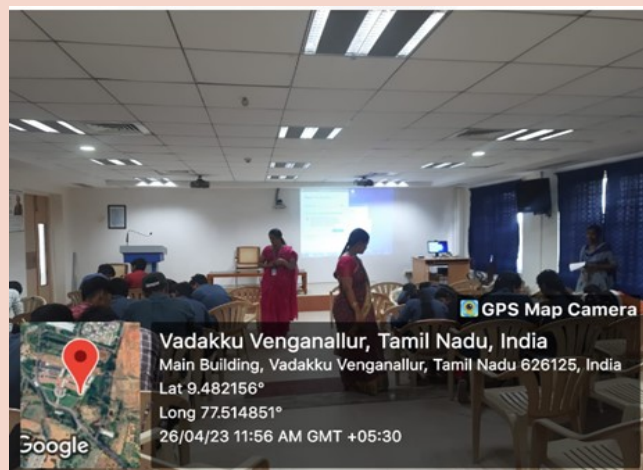 GPS Map Camera
Vadakku Venganallur, Tamil Nadu, India
Main Building, Vadakku Venganallur, Tamil Nadu 626125, India
Lat 9.482156°
Long 77.514851°
26/04/23 11:56 AM GMT +05:30
Google